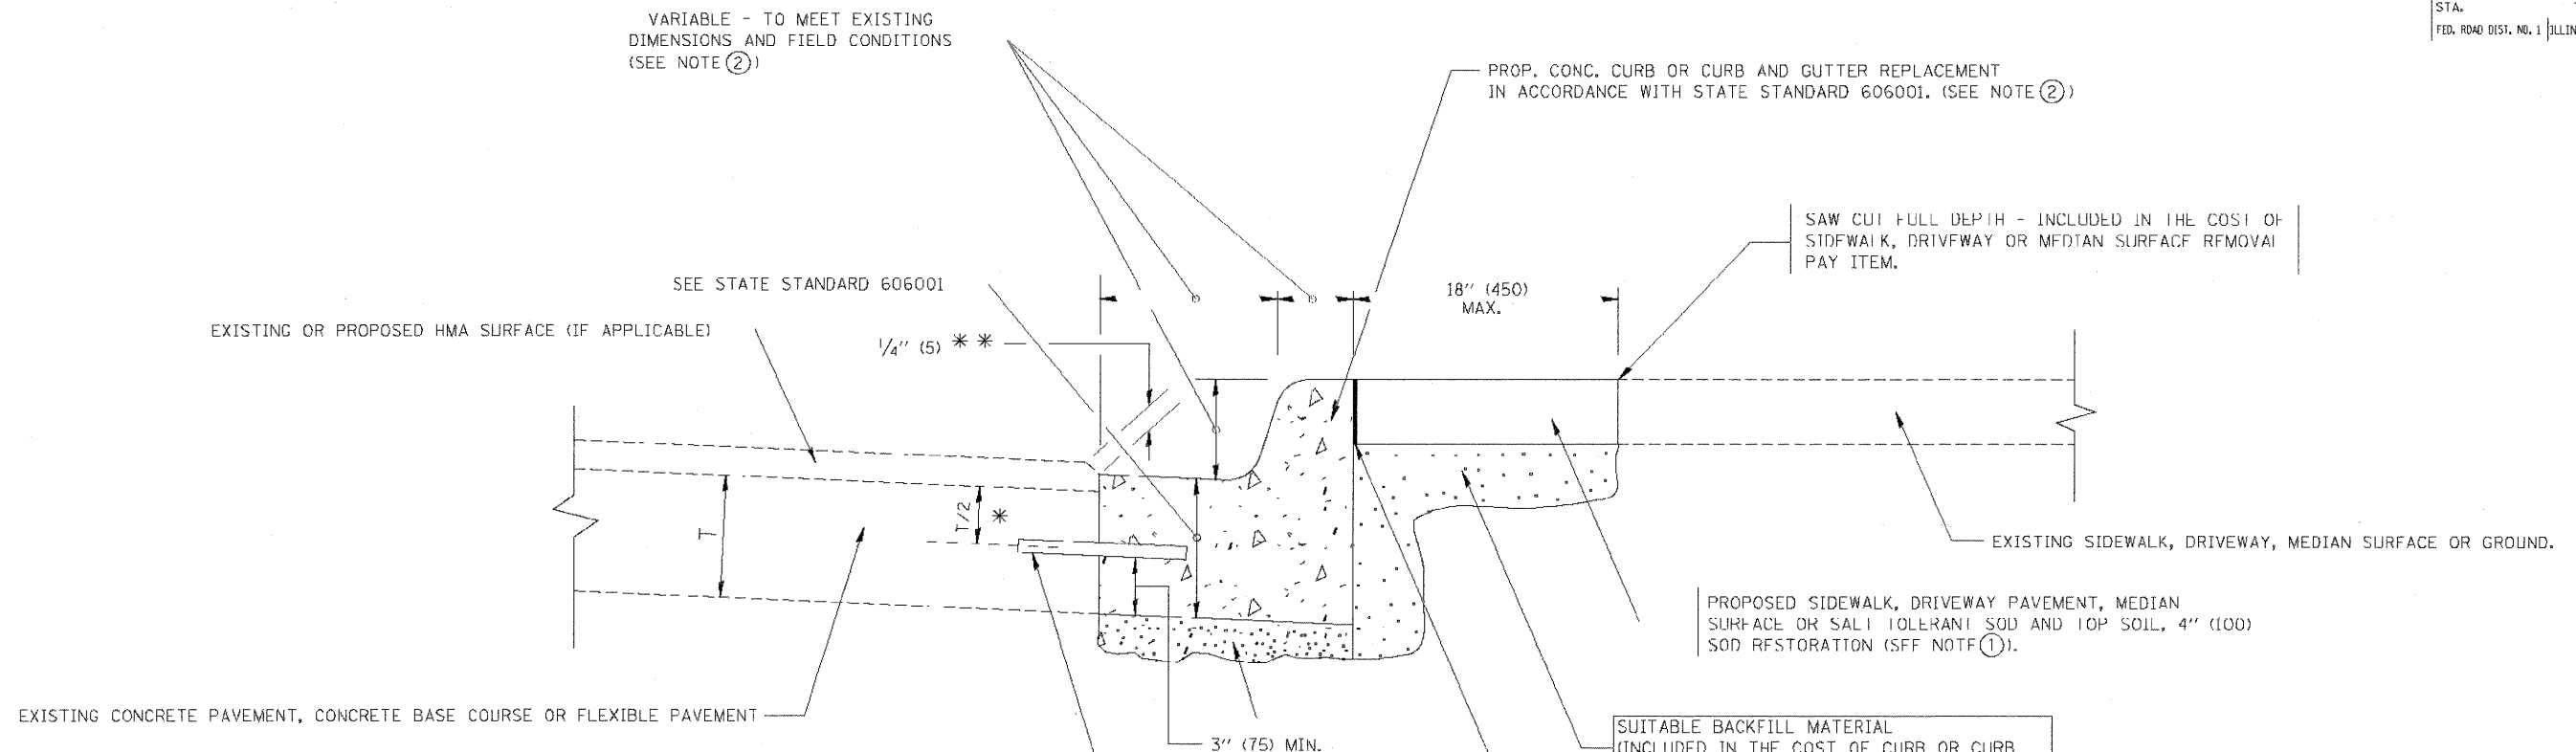 STA.
FED. ROAD DIST. NO. 1 ILLIN
VARIABLE - TO MEET EXISTING
DIMENSIONS AND FIELD CONDITIONS
(SEE NOTE ②)
PROP. CONC. CURB OR CURB AND GUTTER REPLACEMENT
IN ACCORDANCE WITH STATE STANDARD 606001. (SEE NOTE ②)
SAW CUT FULL DEPTH - INCLUDED IN THE COST OF
SIDEWALK, DRIVEWAY OR MEDIAN SURFACE REMOVAL
PAY ITEM.
SEE STATE STANDARD 606001
18" (450)
MAX.
EXISTING OR PROPOSED HMA SURFACE (IF APPLICABLE)
1/4" (5) * *
T
T/2 *
EXISTING SIDEWALK, DRIVEWAY, MEDIAN SURFACE OR GROUND.
PROPOSED SIDEWALK, DRIVEWAY PAVEMENT, MEDIAN
SURFACE OR SALT TOLERANT SOD AND TOP SOIL, 4" (100)
SOD RESTORATION (SEE NOTE ①).
EXISTING CONCRETE PAVEMENT, CONCRETE BASE COURSE OR FLEXIBLE PAVEMENT
3" (75) MIN.
SUITABLE BACKFILL MATERIAL
(INCLUDED IN THE COST OF CURB OR CURB